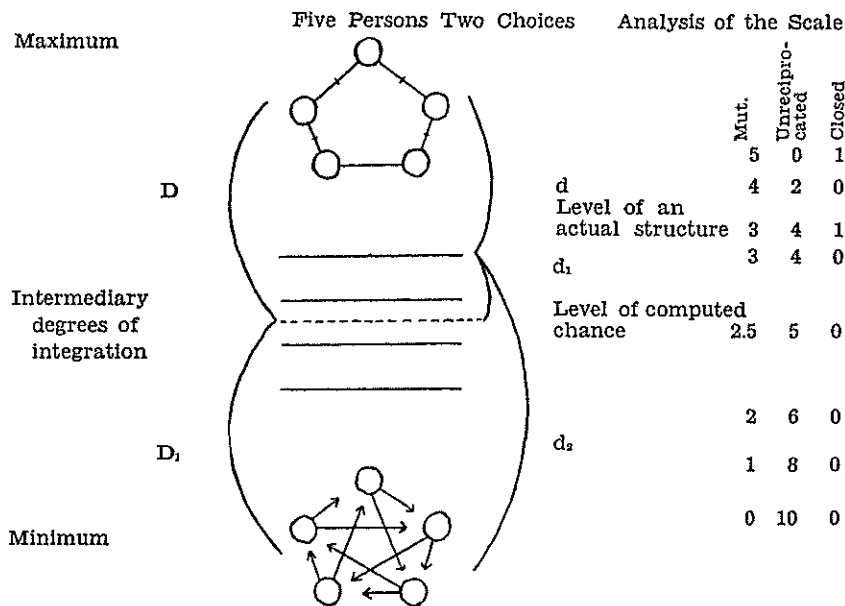 Five Persons Two Choices
Analysis of the Scale
Maximum
Mut.
Unrecipro-
cated
Closed
5 0 1
D
d
4 2 0
Level of an
actual structure 3 4 1
3 4 0
d₁
Intermediary
degrees of
integration
Level of computed
chance 2.5 5 0
2 6 0
D₁
d₂
1 8 0
0 10 0
Minimum